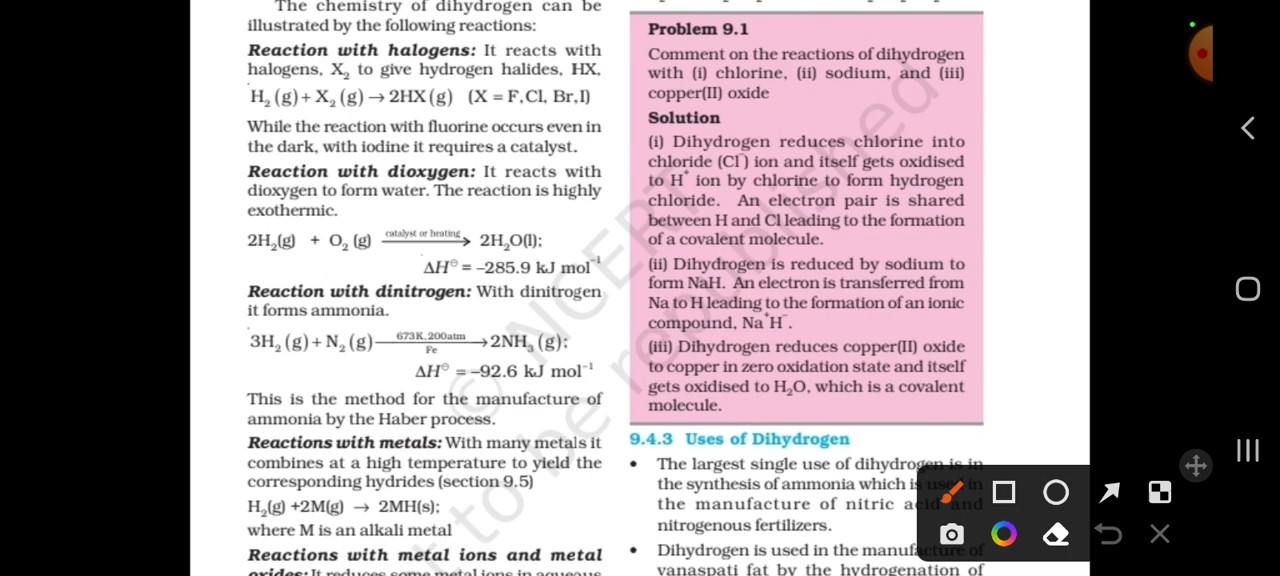 The chemistry of dihydrogen can be
illustrated by the following reactions:
Reaction with halogens: It reacts with
halogens, X₂ to give hydrogen halides, HX,
H₂ (g) + X₂ (g) → 2HX (g) (X = F,Cl, Br,I)
While the reaction with fluorine occurs even in
the dark, with iodine it requires a catalyst.
Reaction with dioxygen: It reacts with
dioxygen to form water. The reaction is highly
exothermic.
catalyst or heating
2H₂(g) + O₂ (g) → 2H₂O(l);
ΔH⊖ = –285.9 kJ mol⁻¹
Reaction with dinitrogen: With dinitrogen
it forms ammonia.
673K, 200atm
3H₂ (g) + N₂ (g) → 2NH₃ (g);
Fe
ΔH⊖ = –92.6 kJ mol⁻¹
This is the method for the manufacture of
ammonia by the Haber process.
Reactions with metals: With many metals it
combines at a high temperature to yield the
corresponding hydrides (section 9.5)
H₂(g) +2M(g) → 2MH(s);
where M is an alkali metal
Reactions with metal ions and metal
oxides: It reduces some metal ions in aqueous
Problem 9.1
Comment on the reactions of dihydrogen
with (i) chlorine, (ii) sodium, and (iii)
copper(II) oxide
Solution
(i) Dihydrogen reduces chlorine into
chloride (Cl⁻) ion and itself gets oxidised
to H⁺ ion by chlorine to form hydrogen
chloride. An electron pair is shared
between H and Cl leading to the formation
of a covalent molecule.
(ii) Dihydrogen is reduced by sodium to
form NaH. An electron is transferred from
Na to H leading to the formation of an ionic
compound, Na⁺H⁻.
(iii) Dihydrogen reduces copper(II) oxide
to copper in zero oxidation state and itself
gets oxidised to H₂O, which is a covalent
molecule.
9.4.3 Uses of Dihydrogen
• The largest single use of dihydrogen is in
the synthesis of ammonia which is used in
the manufacture of nitric acid and
nitrogenous fertilizers.
• Dihydrogen is used in the manufacture of
vanaspati fat by the hydrogenation of
© NCERT
to be republished